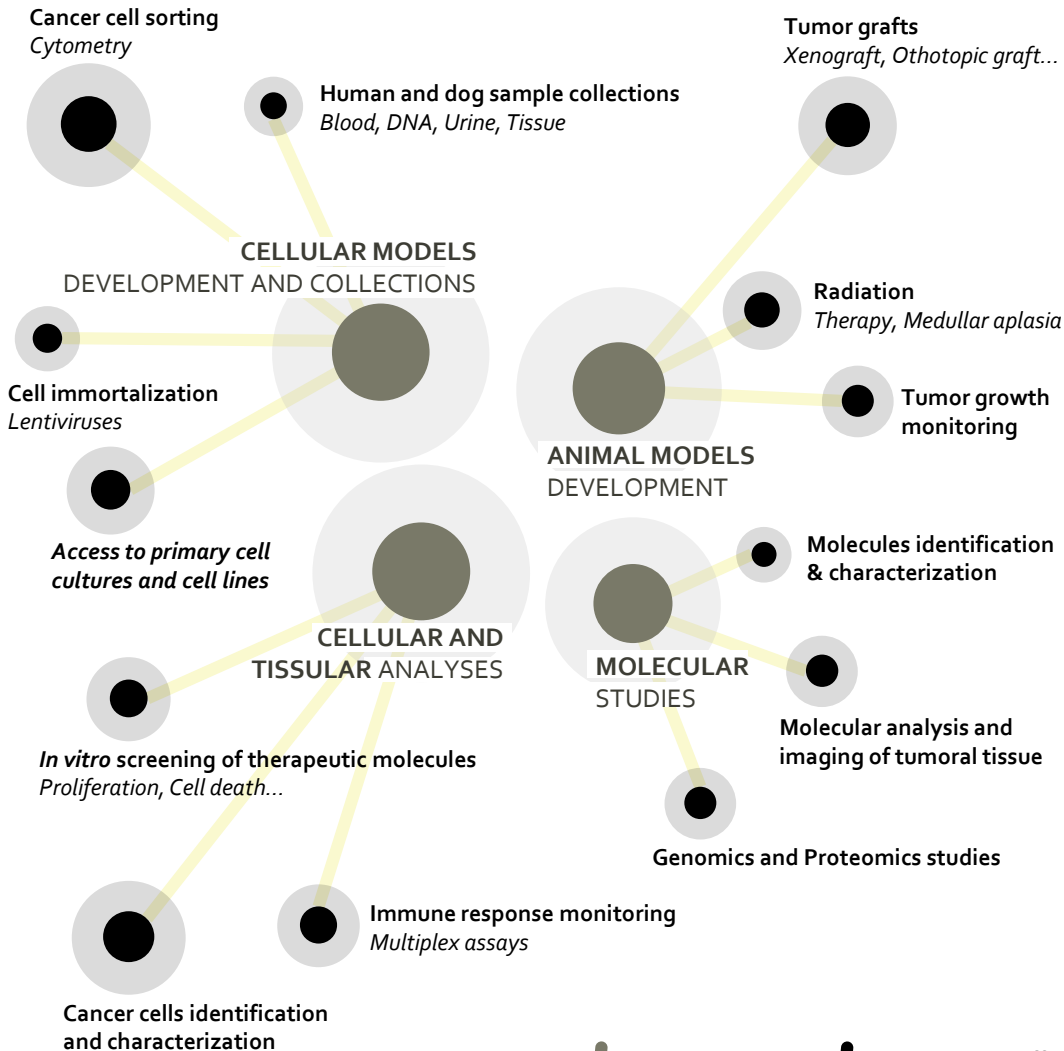 Cancer cell sorting
Cytometry
Tumor grafts
Xenograft, Othotopic graft...
Human and dog sample collections
Blood, DNA, Urine, Tissue
CELLULAR MODELS
DEVELOPMENT AND COLLECTIONS
Radiation
Therapy, Medullar aplasia
Cell immortalization
Lentiviruses
Tumor growth
monitoring
ANIMAL MODELS
DEVELOPMENT
Access to primary cell
cultures and cell lines
Molecules identification
& characterization
CELLULAR AND
TISSULAR ANALYSES
MOLECULAR
STUDIES
Molecular analysis and
imaging of tumoral tissue
In vitro screening of therapeutic molecules
Proliferation, Cell death...
Genomics and Proteomics studies
Immune response monitoring
Multiplex assays
Cancer cells identification
and characterization